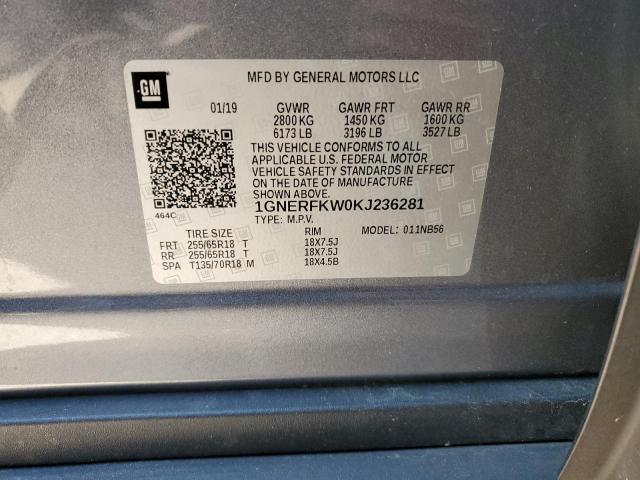 GM
MFD BY GENERAL MOTORS LLC
01/19 GVWR GAWR FRT GAWR RR
2800 KG 1450 KG 1600 KG
6173 LB 3196 LB 3527 LB
THIS VEHICLE CONFORMS TO ALL
APPLICABLE U.S. FEDERAL MOTOR
VEHICLE SAFETY STANDARDS IN EFFECT
ON THE DATE OF MANUFACTURE
SHOWN ABOVE.
464C
1GNERFKW0KJ236281
TYPE: M.P.V.
TIRE SIZE RIM MODEL: 011NB56
FRT 255/65R18 T 18X7.5J
RR 255/65R18 T 18X7.5J
SPA T135/70R18 M 18X4.5B